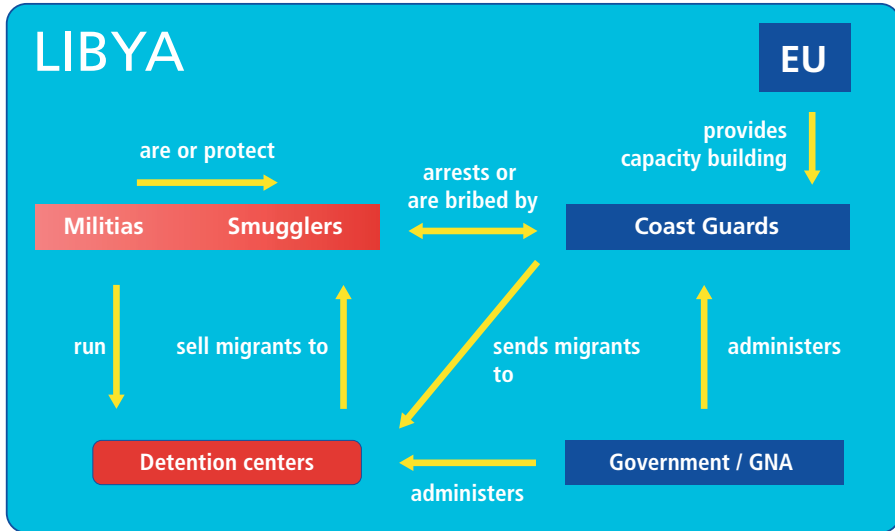 LIBYA
EU
provides
capacity building
are or protect
arrests or
are bribed by
Militias
Smugglers
Coast Guards
run
sell migrants to
sends migrants
to
administers
Detention centers
Government / GNA
administers